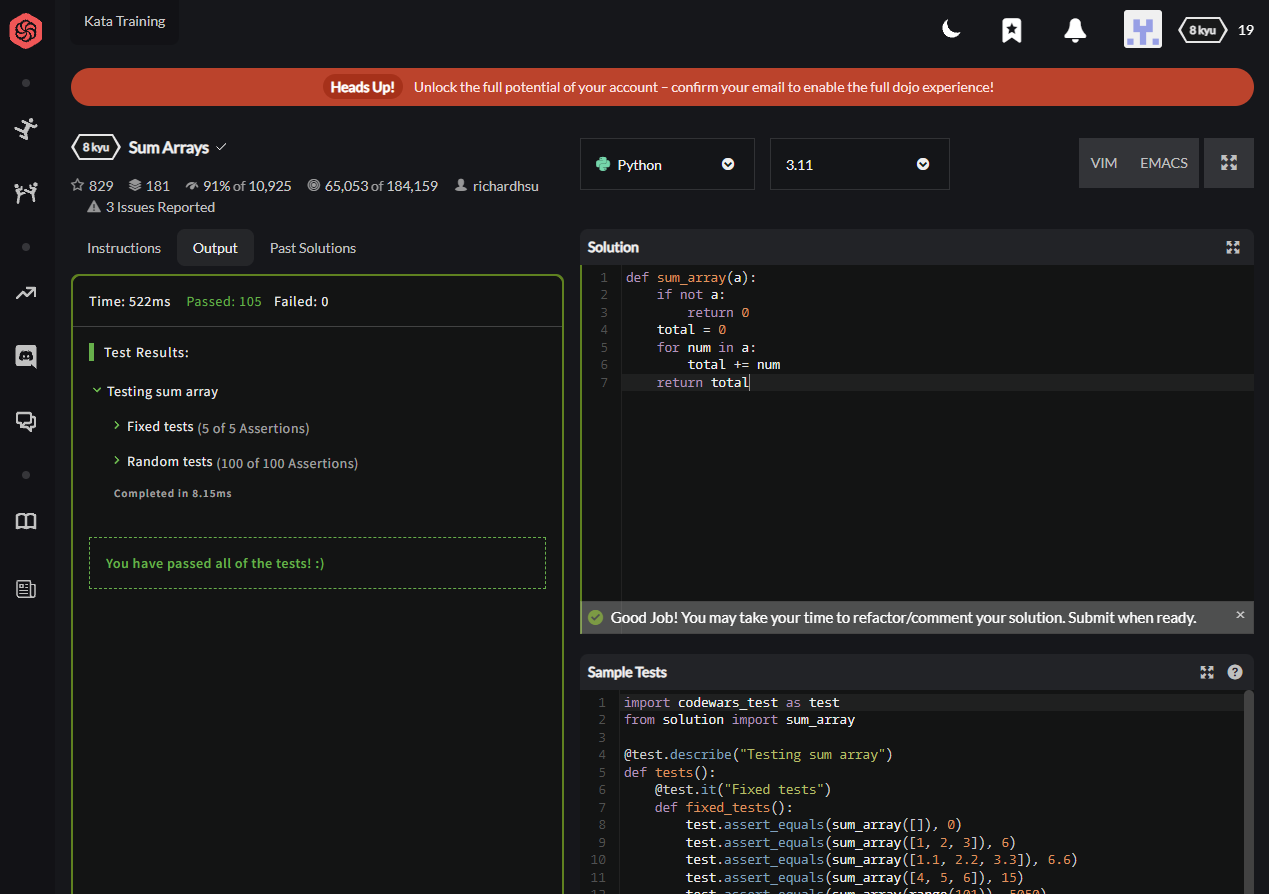 Kata Training
8 kyu
19
Heads Up! Unlock the full potential of your account – confirm your email to enable the full dojo experience!
8 kyu Sum Arrays
829 181 91% of 10,925 65,053 of 184,159 richardhsu
3 Issues Reported
Python
3.11
VIM EMACS
Instructions Output Past Solutions
Time: 522ms Passed: 105 Failed: 0
Test Results:
Testing sum array
Fixed tests (5 of 5 Assertions)
Random tests (100 of 100 Assertions)
Completed in 8.15ms
You have passed all of the tests! :)
Solution
1 def sum_array(a):
2     if not a:
3         return 0
4     total = 0
5     for num in a:
6         total += num
7     return total
Good Job! You may take your time to refactor/comment your solution. Submit when ready.
Sample Tests
1 import codewars_test as test
2 from solution import sum_array
3
4 @test.describe("Testing sum array")
5 def tests():
6     @test.it("Fixed tests")
7     def fixed_tests():
8         test.assert_equals(sum_array([]), 0)
9         test.assert_equals(sum_array([1, 2, 3]), 6)
10         test.assert_equals(sum_array([1.1, 2.2, 3.3]), 6.6)
11         test.assert_equals(sum_array([4, 5, 6]), 15)
12         test.assert_equals(sum_array(range(101)), 5050)